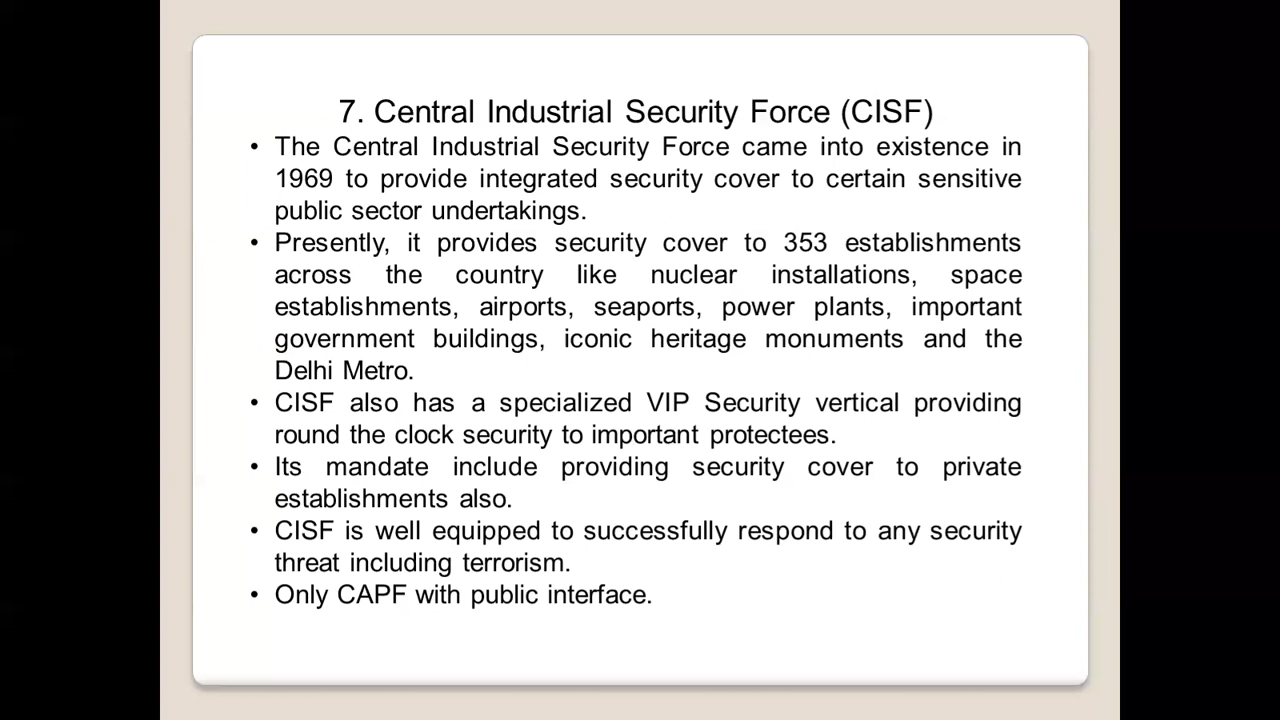 7. Central Industrial Security Force (CISF)
• The Central Industrial Security Force came into existence in
1969 to provide integrated security cover to certain sensitive
public sector undertakings.
• Presently, it provides security cover to 353 establishments
across the country like nuclear installations, space
establishments, airports, seaports, power plants, important
government buildings, iconic heritage monuments and the
Delhi Metro.
• CISF also has a specialized VIP Security vertical providing
round the clock security to important protectees.
• Its mandate include providing security cover to private
establishments also.
• CISF is well equipped to successfully respond to any security
threat including terrorism.
• Only CAPF with public interface.